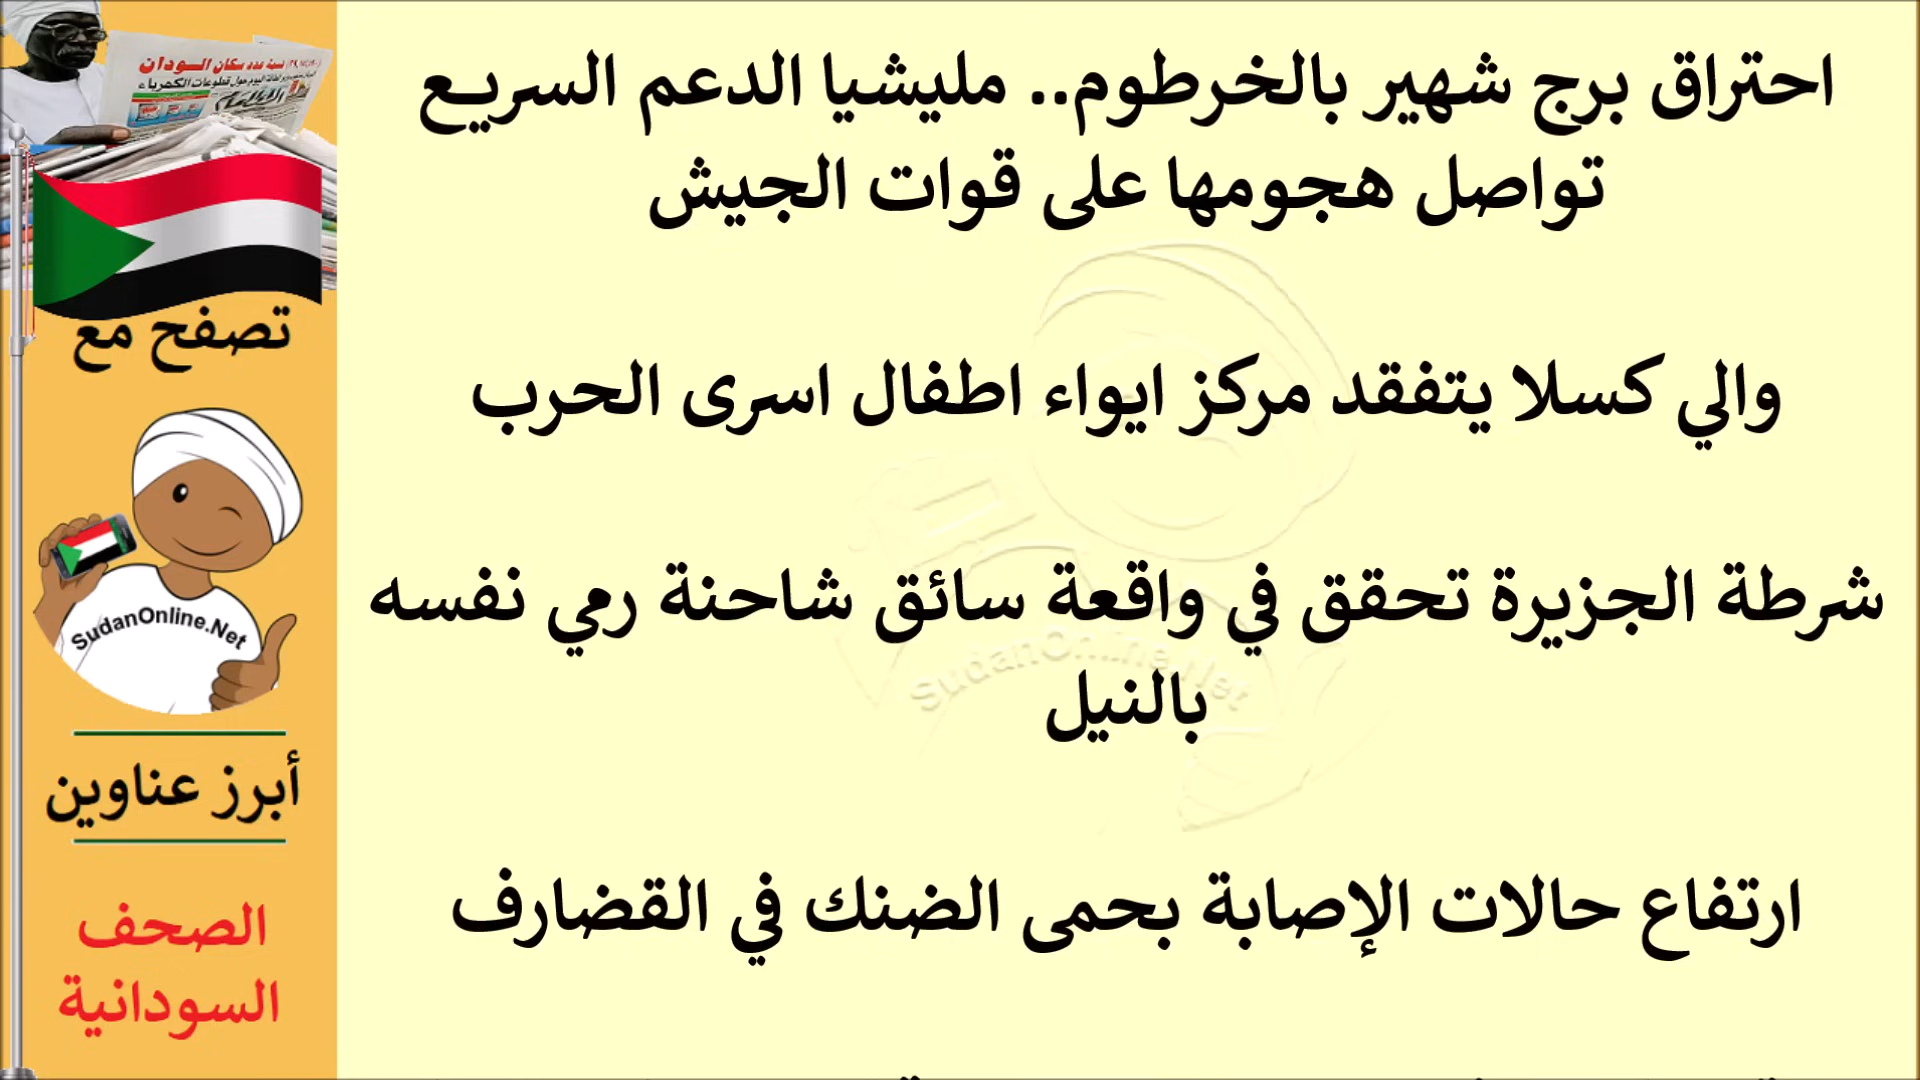 احتراق برج شهير بالخرطوم.. مليشيا الدعم السريع
تواصل هجومها على قوات الجيش
والي كسلا يتفقد مركز ايواء اطفال اسرى الحرب
شرطة الجزيرة تحقق في واقعة سائق شاحنة رمي نفسه
بالنيل
ارتفاع حالات الإصابة بحمى الضنك في القضارف
تصفح مع
SudanOnline.Net
أبرز عناوين
الصحف
السودانية
SudanOnline.Net